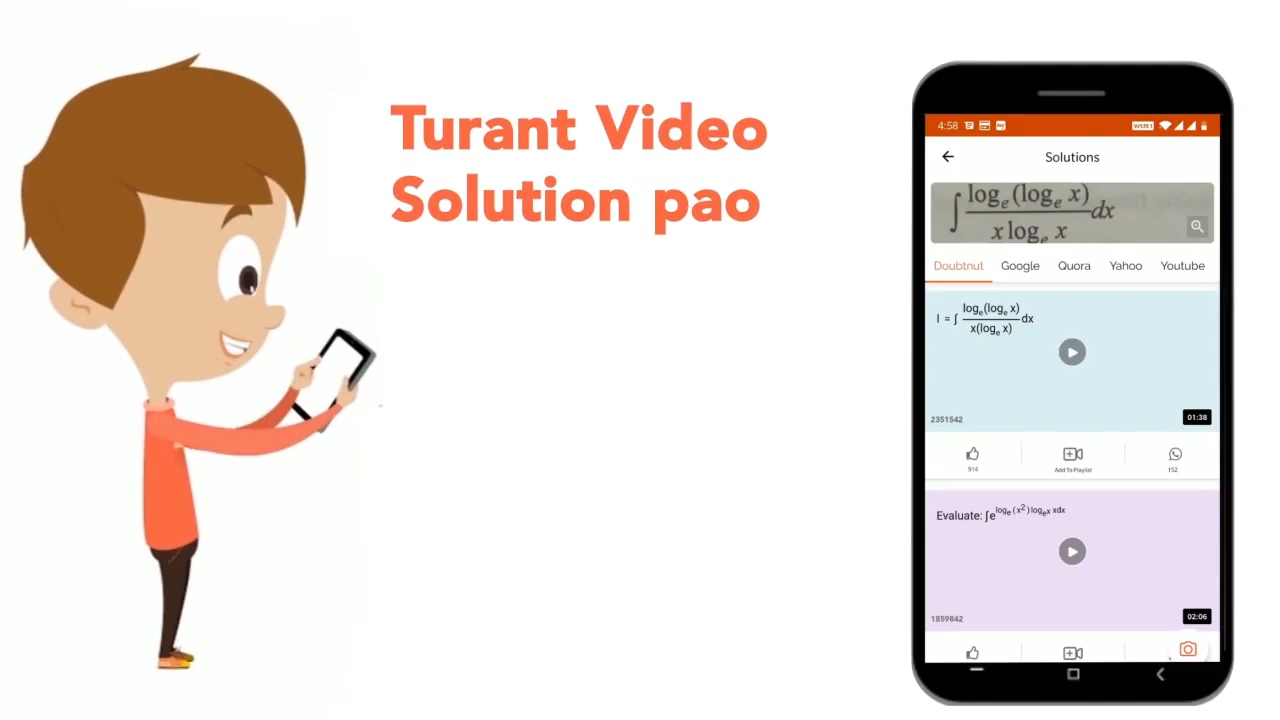 Turant Video
Solution pao
4:58
VoLTE1
Solutions
∫ logₑ(logₑ x) / x logₑ x dx
Doubtnut Google Quora Yahoo Youtube
I = ∫ logₑ(logₑ x) / x(logₑ x) dx
2351542 01:38
914 Add To Playlist 152
Evaluate: ∫e^logₑ(x²)logₑx xdx
1859842 02:06